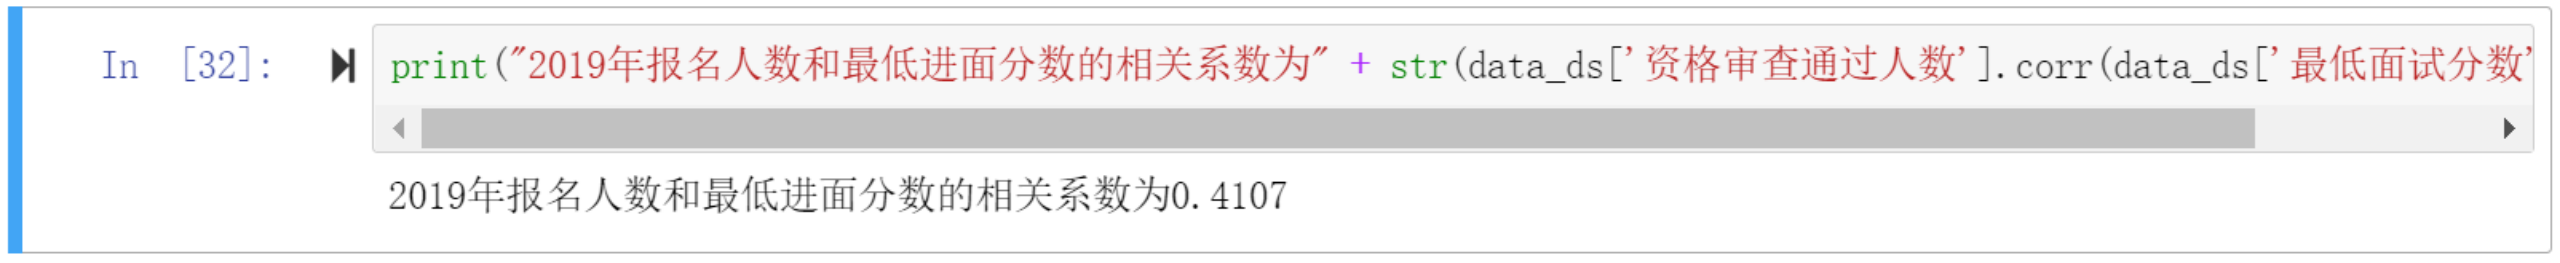 In [32]: print("2019年报名人数和最低进面分数的相关系数为" + str(data_ds['资格审查通过人数'].corr(data_ds['最低面试分数'
2019年报名人数和最低进面分数的相关系数为0.4107